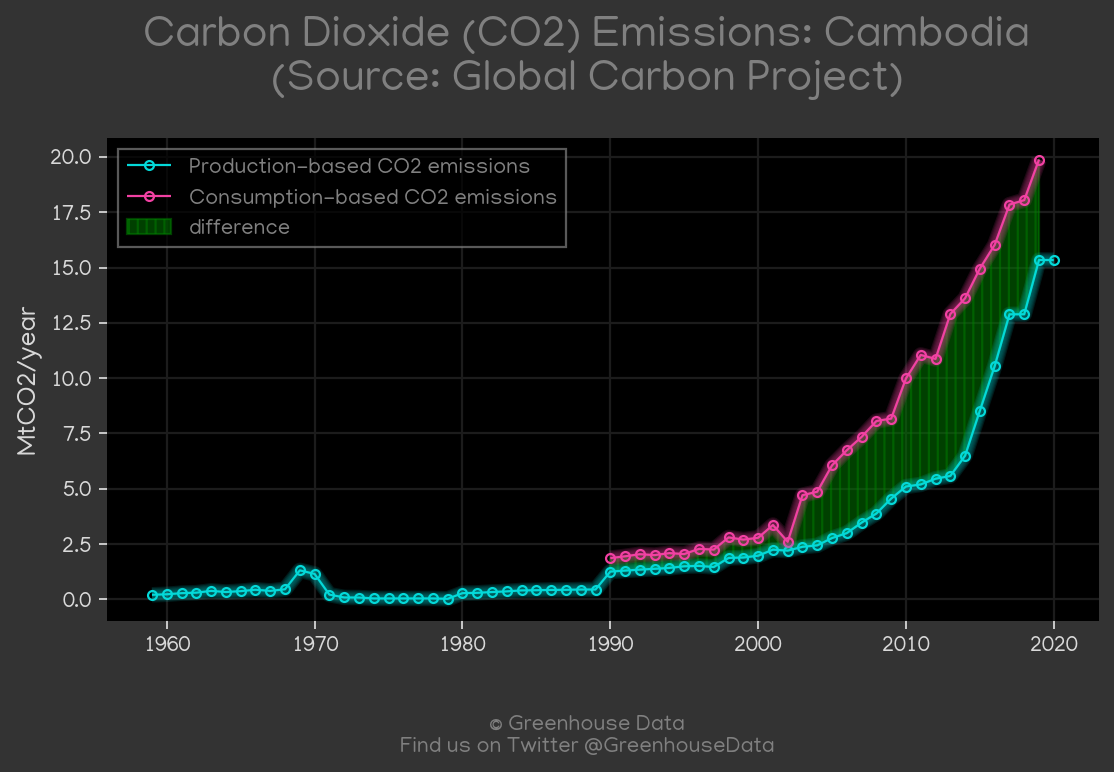 Carbon Dioxide (CO2) Emissions: Cambodia
(Source: Global Carbon Project)
Production-based CO2 emissions
Consumption-based CO2 emissions
difference
MtCO2/year
20.0
17.5
15.0
12.5
10.0
7.5
5.0
2.5
0.0
1960 1970 1980 1990 2000 2010 2020
© Greenhouse Data
Find us on Twitter @GreenhouseData